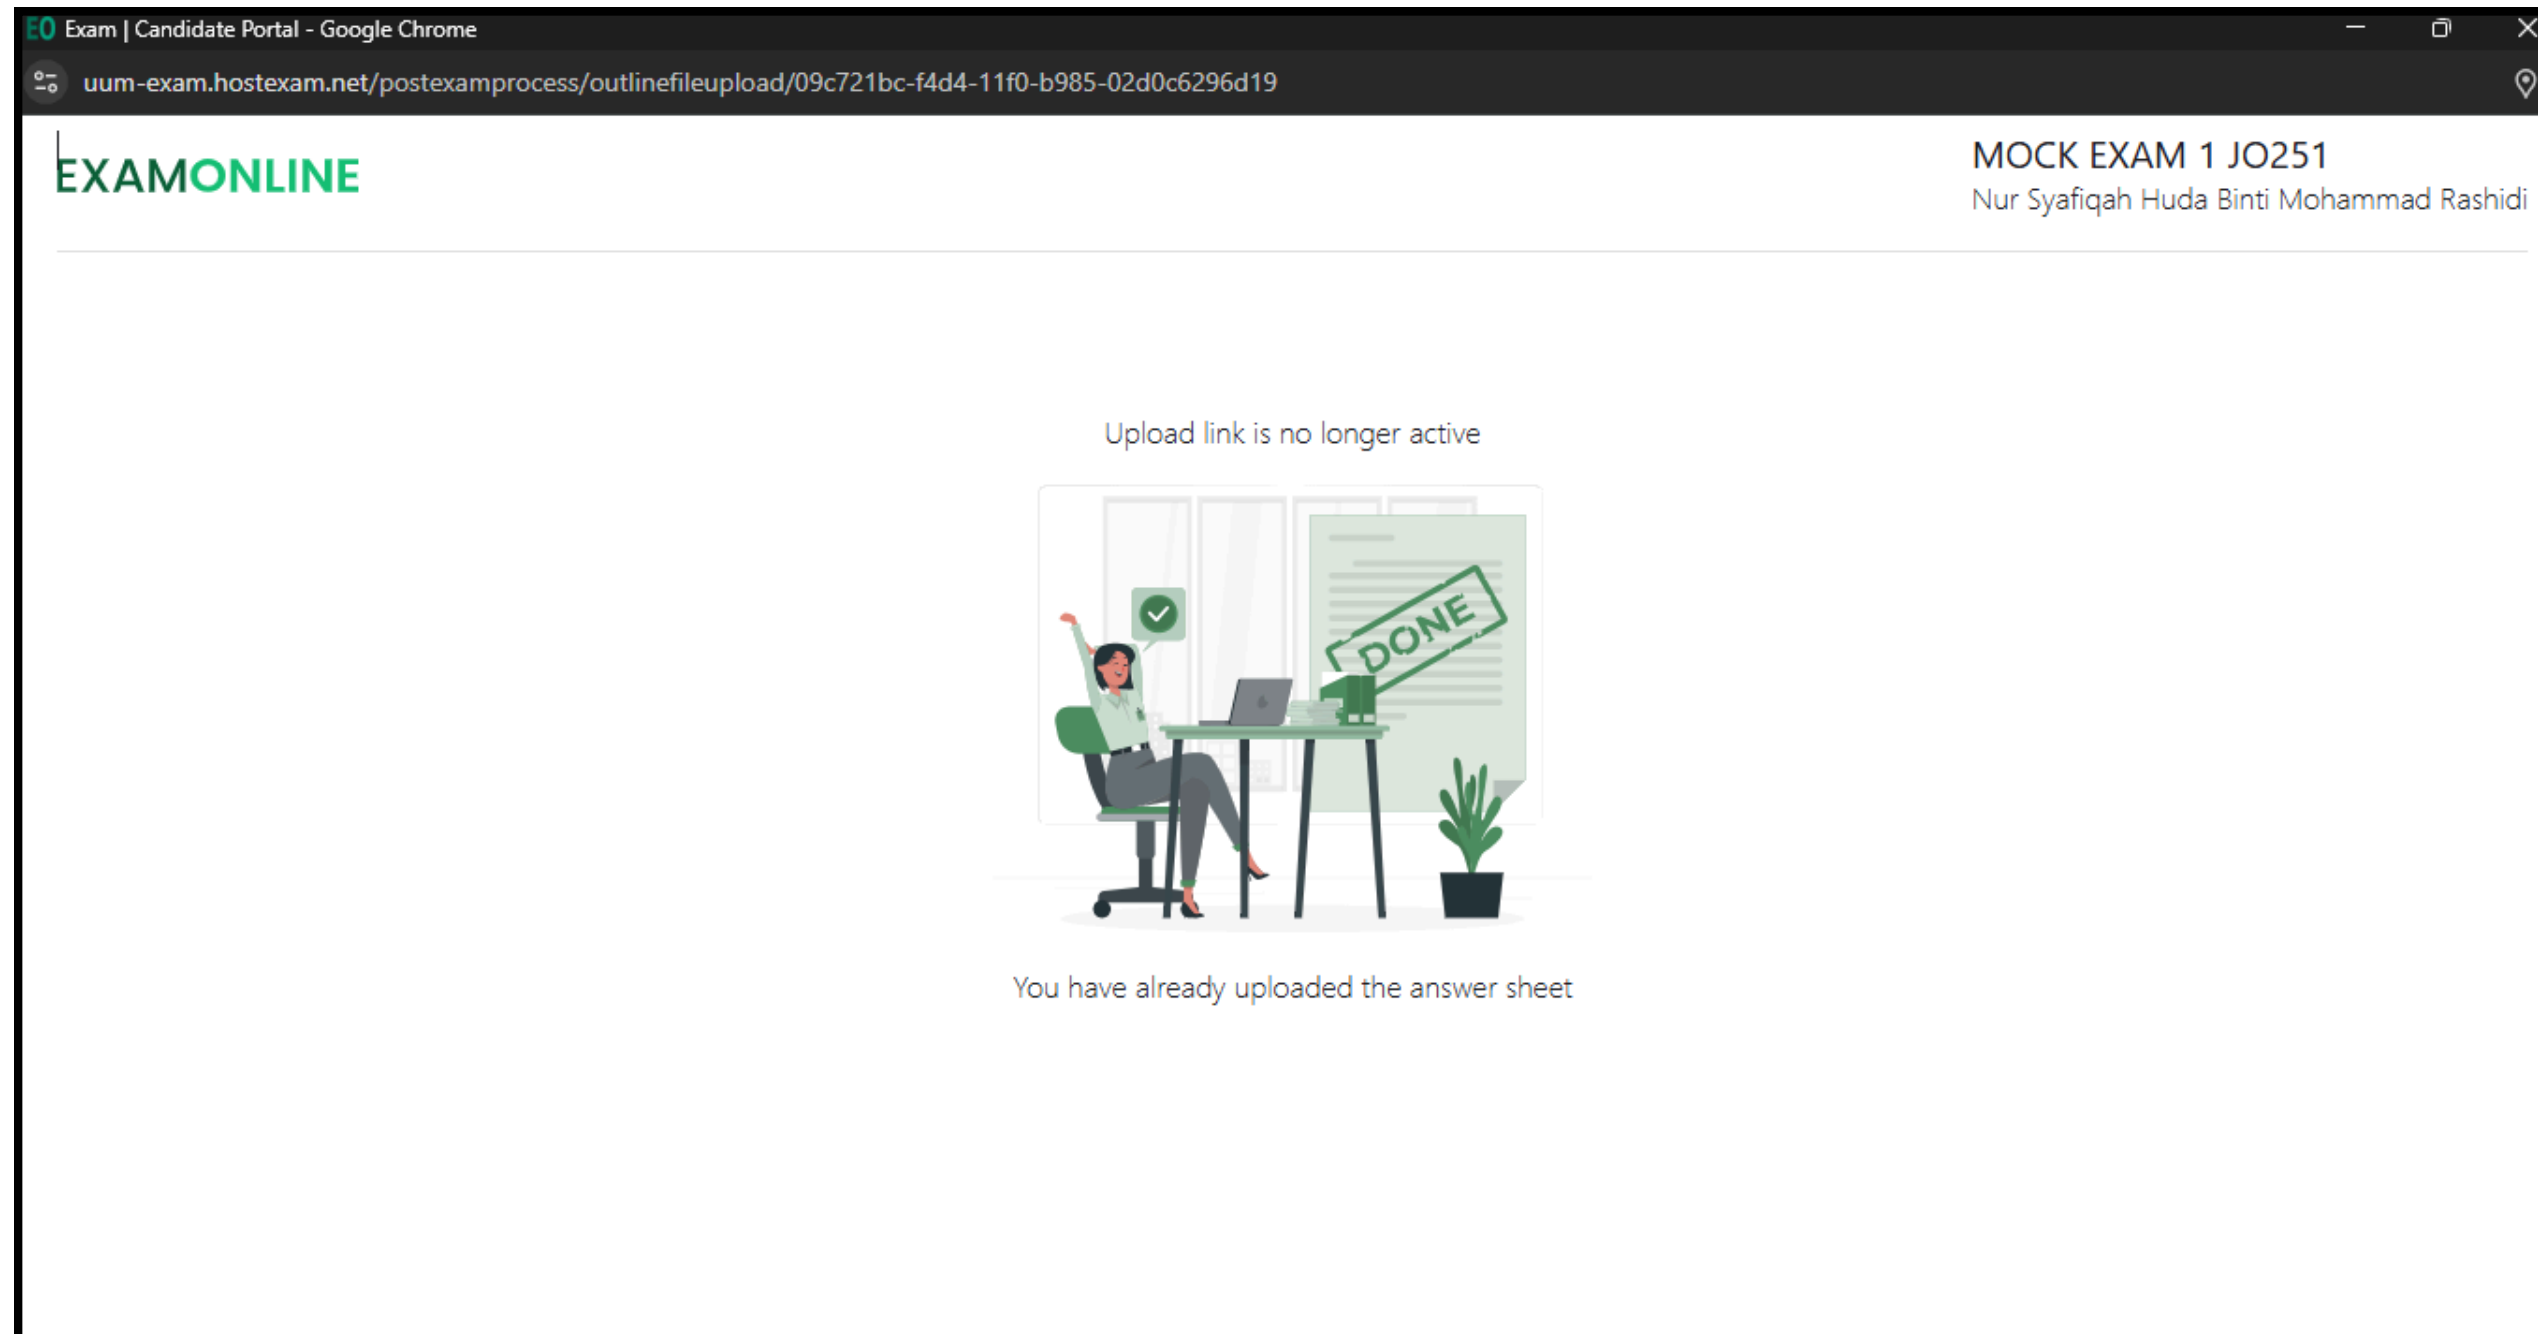 EO Exam | Candidate Portal - Google Chrome
uum-exam.hostexam.net/postexamprocess/outlinefileupload/09c721bc-f4d4-11f0-b985-02d0c6296d19
EXAMONLINE
MOCK EXAM 1 JO251
Nur Syafiqah Huda Binti Mohammad Rashidi
Upload link is no longer active
DONE
You have already uploaded the answer sheet